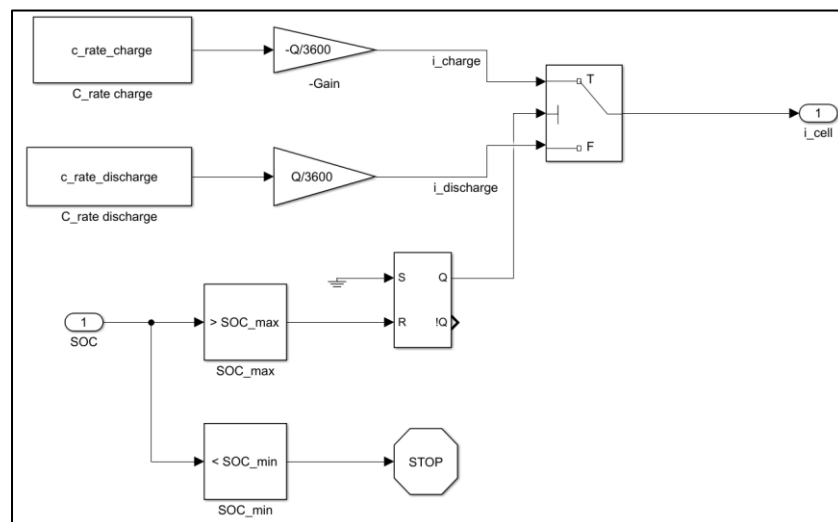 c_rate_charge
C_rate charge
-Q/3600
-Gain
i_charge
T
F
1
i_cell
c_rate_discharge
C_rate discharge
Q/3600
i_discharge
S
Q
R
!Q
1
SOC
> SOC_max
SOC_max
< SOC_min
SOC_min
STOP